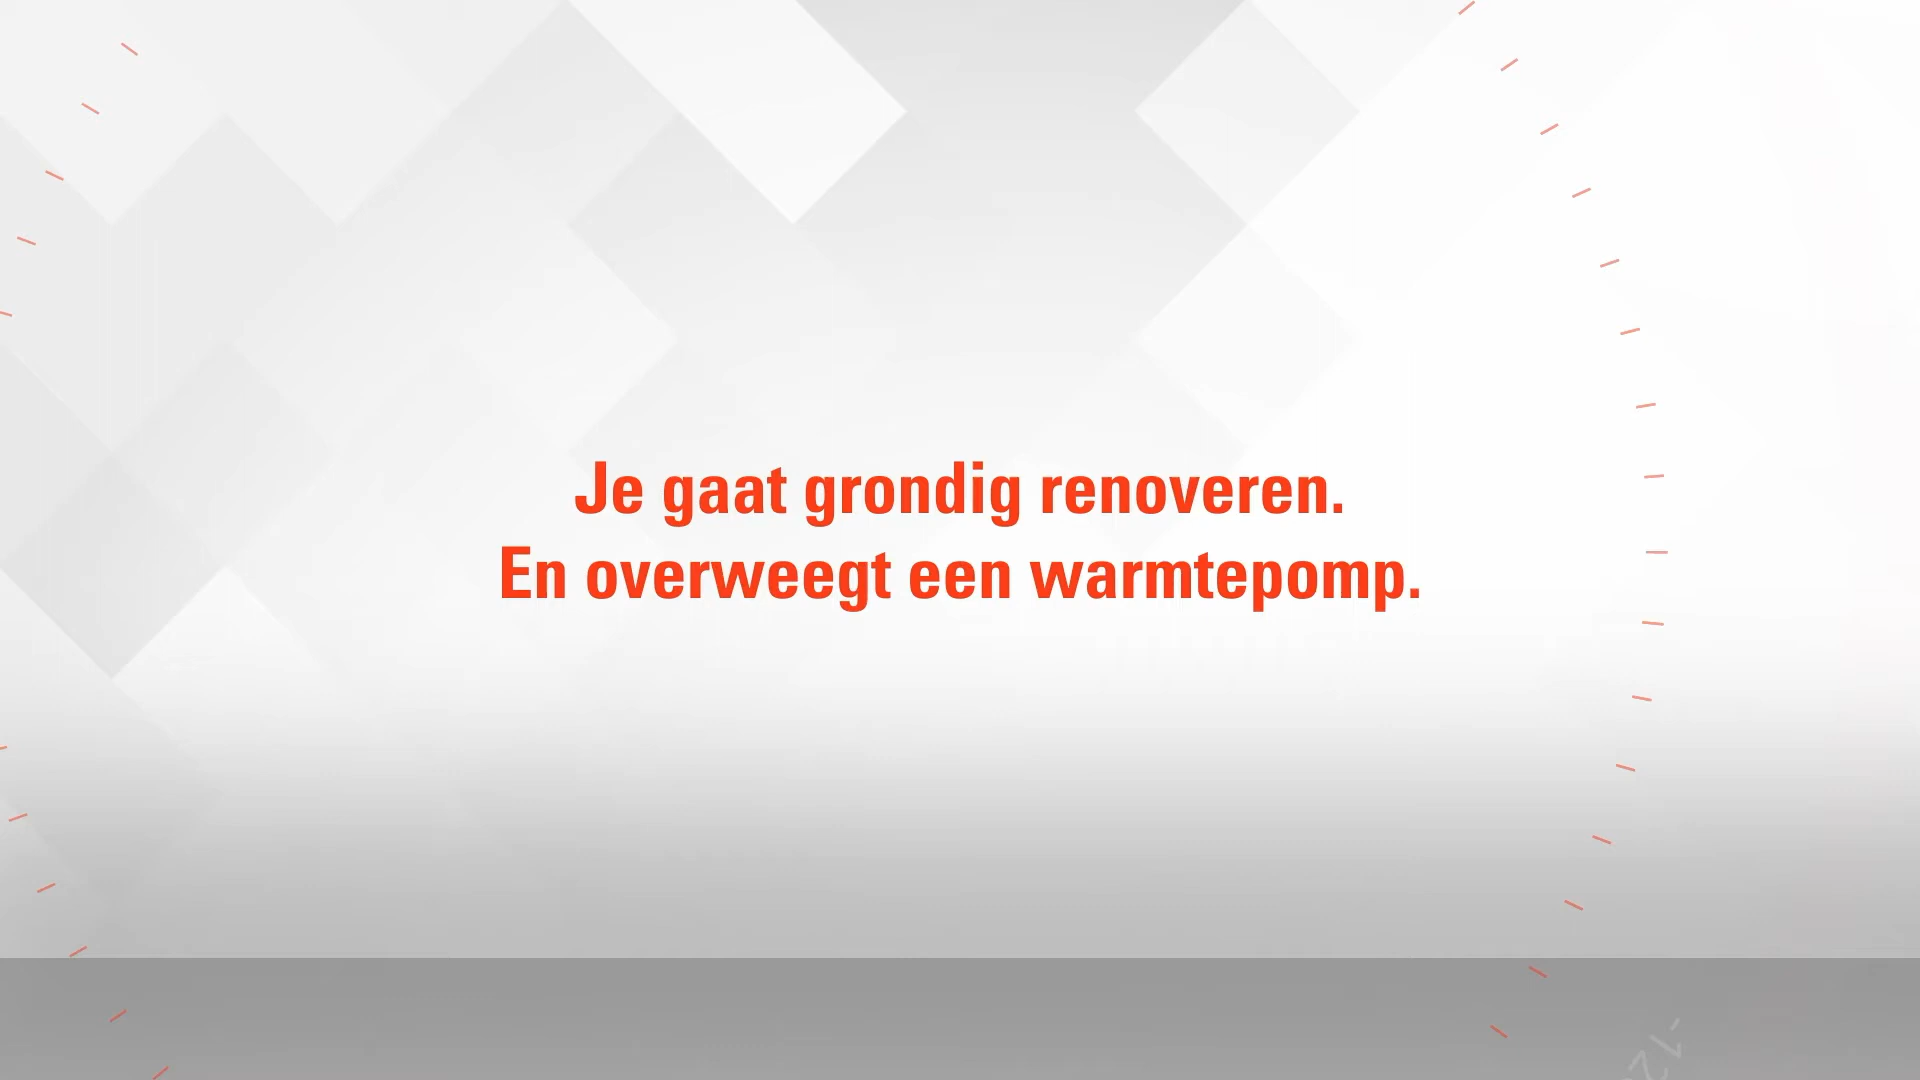 Je gaat grondig renoveren.
En overweegt een warmtepomp.